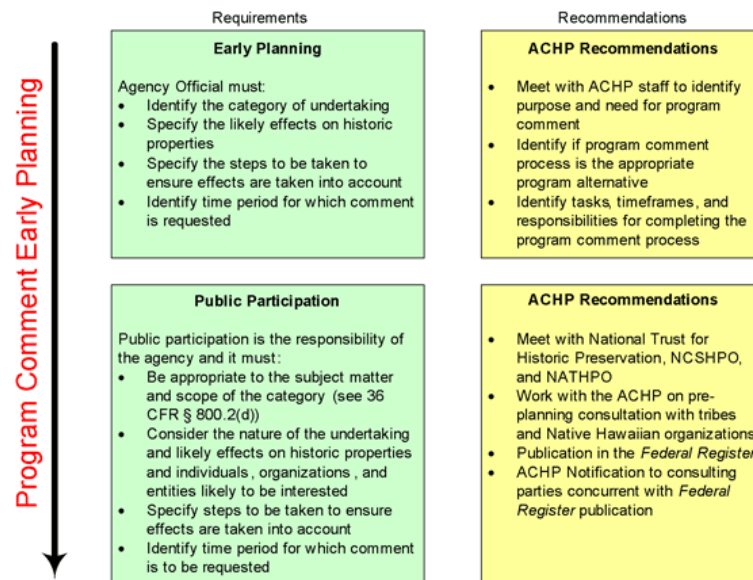 Requirements
Recommendations
Program Comment Early Planning
Early Planning
Agency Official must:
• Identify the category of undertaking
• Specify the likely effects on historic
properties
• Specify the steps to be taken to
ensure effects are taken into account
• Identify time period for which comment
is requested
ACHP Recommendations
• Meet with ACHP staff to identify
purpose and need for program
comment
• Identify if program comment
process is the appropriate
program alternative
• Identify tasks, timeframes, and
responsibilities for completing the
program comment process
Public Participation
Public participation is the responsibility of
the agency and it must:
• Be appropriate to the subject matter
and scope of the category (see 36
CFR § 800.2(d))
• Consider the nature of the undertaking
and likely effects on historic properties
and individuals, organizations, and
entities likely to be interested
• Specify steps to be taken to ensure
effects are taken into account
• Identify time period for which comment
is to be requested
ACHP Recommendations
• Meet with National Trust for
Historic Preservation, NCSHPO,
and NATHPO
• Work with the ACHP on pre-
planning consultation with tribes
and Native Hawaiian organizations
• Publication in the Federal Register
• ACHP Notification to consulting
parties concurrent with Federal
Register publication